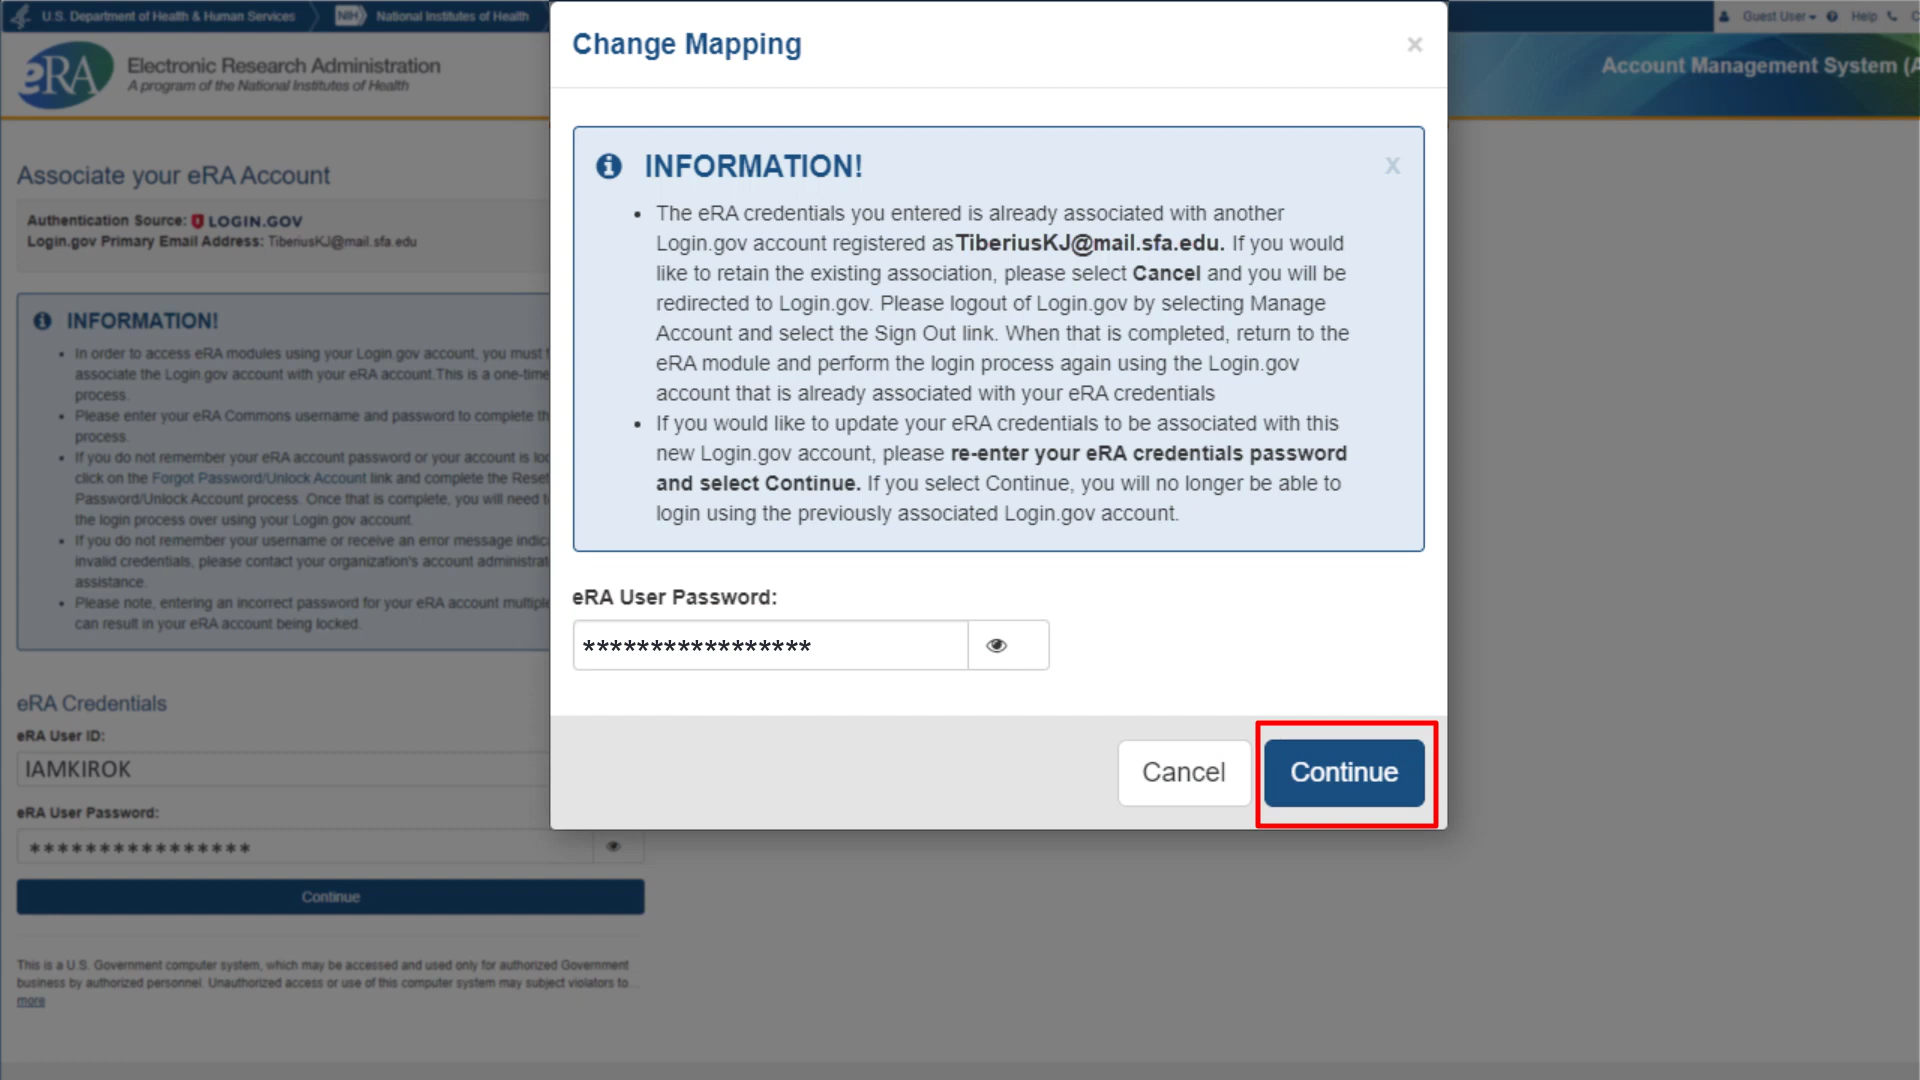 U.S. Department of Health & Human Services
NIH
National Institutes of Health
Guest User
Help
eRA
Electronic Research Administration
A program of the National Institutes of Health
Account Management System (A
Associate your eRA Account
Authentication Source: LOGIN.GOV
Login.gov Primary Email Address: TiberiusKJ@mail.sfa.edu
INFORMATION!
• In order to access eRA modules using your Login.gov account, you must
associate the Login.gov account with your eRA account.This is a one-time
process.
• Please enter your eRA Commons username and password to complete th
process.
• If you do not remember your eRA account password or your account is loc
click on the Forgot Password/Unlock Account link and complete the Reset
Password/Unlock Account process. Once that is complete, you will need t
the login process over using your Login.gov account.
• If you do not remember your username or receive an error message indic
invalid credentials, please contact your organization's account administrat
assistance.
• Please note, entering an incorrect password for your eRA account multiple
can result in your eRA account being locked.
eRA Credentials
eRA User ID:
IAMKIROK
eRA User Password:
****************
Continue
This is a U.S. Government computer system, which may be accessed and used only for authorized Government
business by authorized personnel. Unauthorized access or use of this computer system may subject violators to...
more
Change Mapping
×
INFORMATION!
X
• The eRA credentials you entered is already associated with another
Login.gov account registered as TiberiusKJ@mail.sfa.edu. If you would
like to retain the existing association, please select Cancel and you will be
redirected to Login.gov. Please logout of Login.gov by selecting Manage
Account and select the Sign Out link. When that is completed, return to the
eRA module and perform the login process again using the Login.gov
account that is already associated with your eRA credentials
• If you would like to update your eRA credentials to be associated with this
new Login.gov account, please re-enter your eRA credentials password
and select Continue. If you select Continue, you will no longer be able to
login using the previously associated Login.gov account.
eRA User Password:
*****************
Cancel
Continue